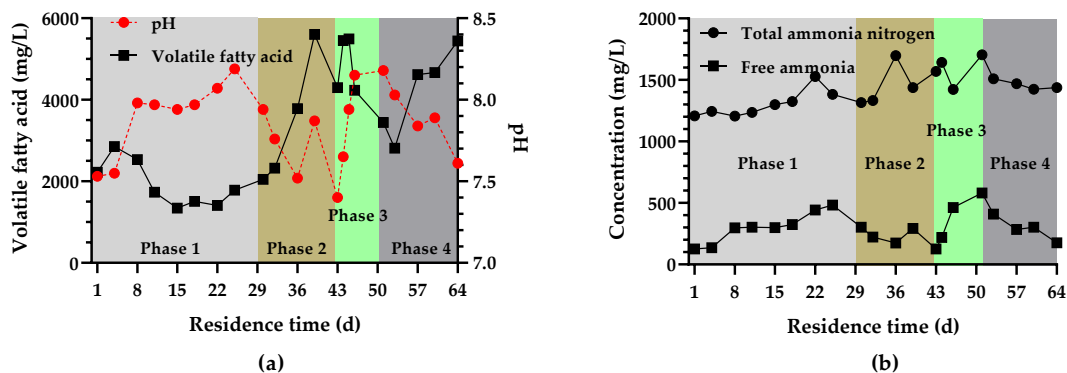 Volatile fatty acid (mg/L)
6000
4000
2000
0
pH
Volatile fatty acid
Phase 1
Phase 2
Phase 3
Phase 4
8.5
8.0
7.5
7.0
pH
1 8 15 22 29 36 43 50 57 64
Residence time (d)
(a)
Concentration (mg/L)
2000
1500
1000
500
0
Total ammonia nitrogen
Free ammonia
Phase 1
Phase 2
Phase 3
Phase 4
1 8 15 22 29 36 43 50 57 64
Residence time (d)
(b)